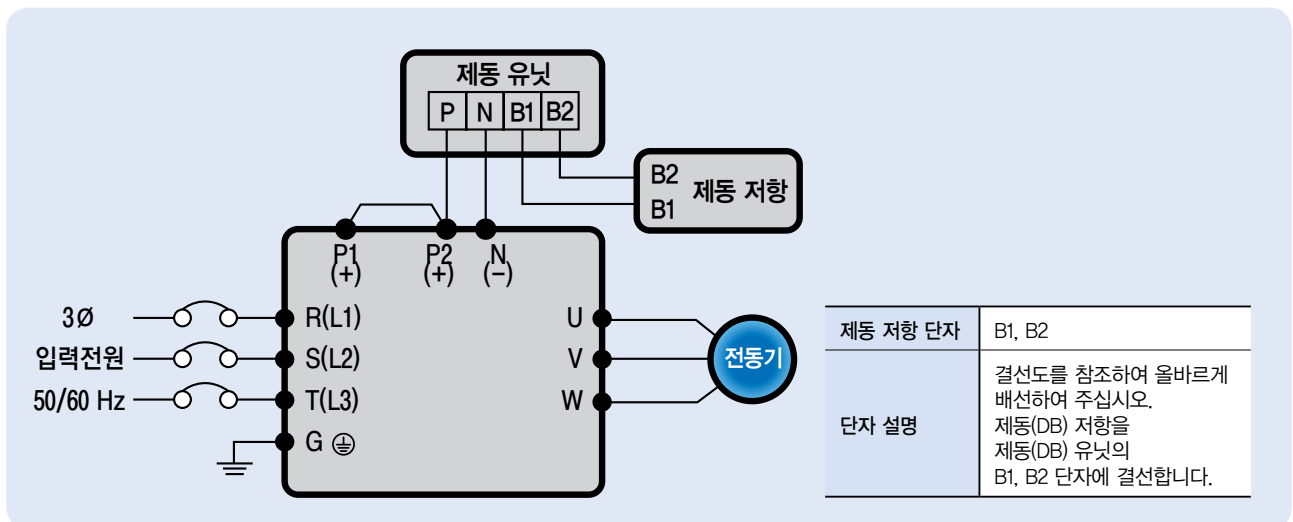 제동 유닛
P N B1 B2
B2
B1
제동 저항
P1
(+)
P2
(+)
N
(−)
3Ø
입력전원
50/60 Hz
R(L1)
S(L2)
T(L3)
G
U
V
W
전동기
제동 저항 단자
B1, B2
단자 설명
결선도를 참조하여 올바르게
배선하여 주십시오.
제동(DB) 저항을
제동(DB) 유닛의
B1, B2 단자에 결선합니다.